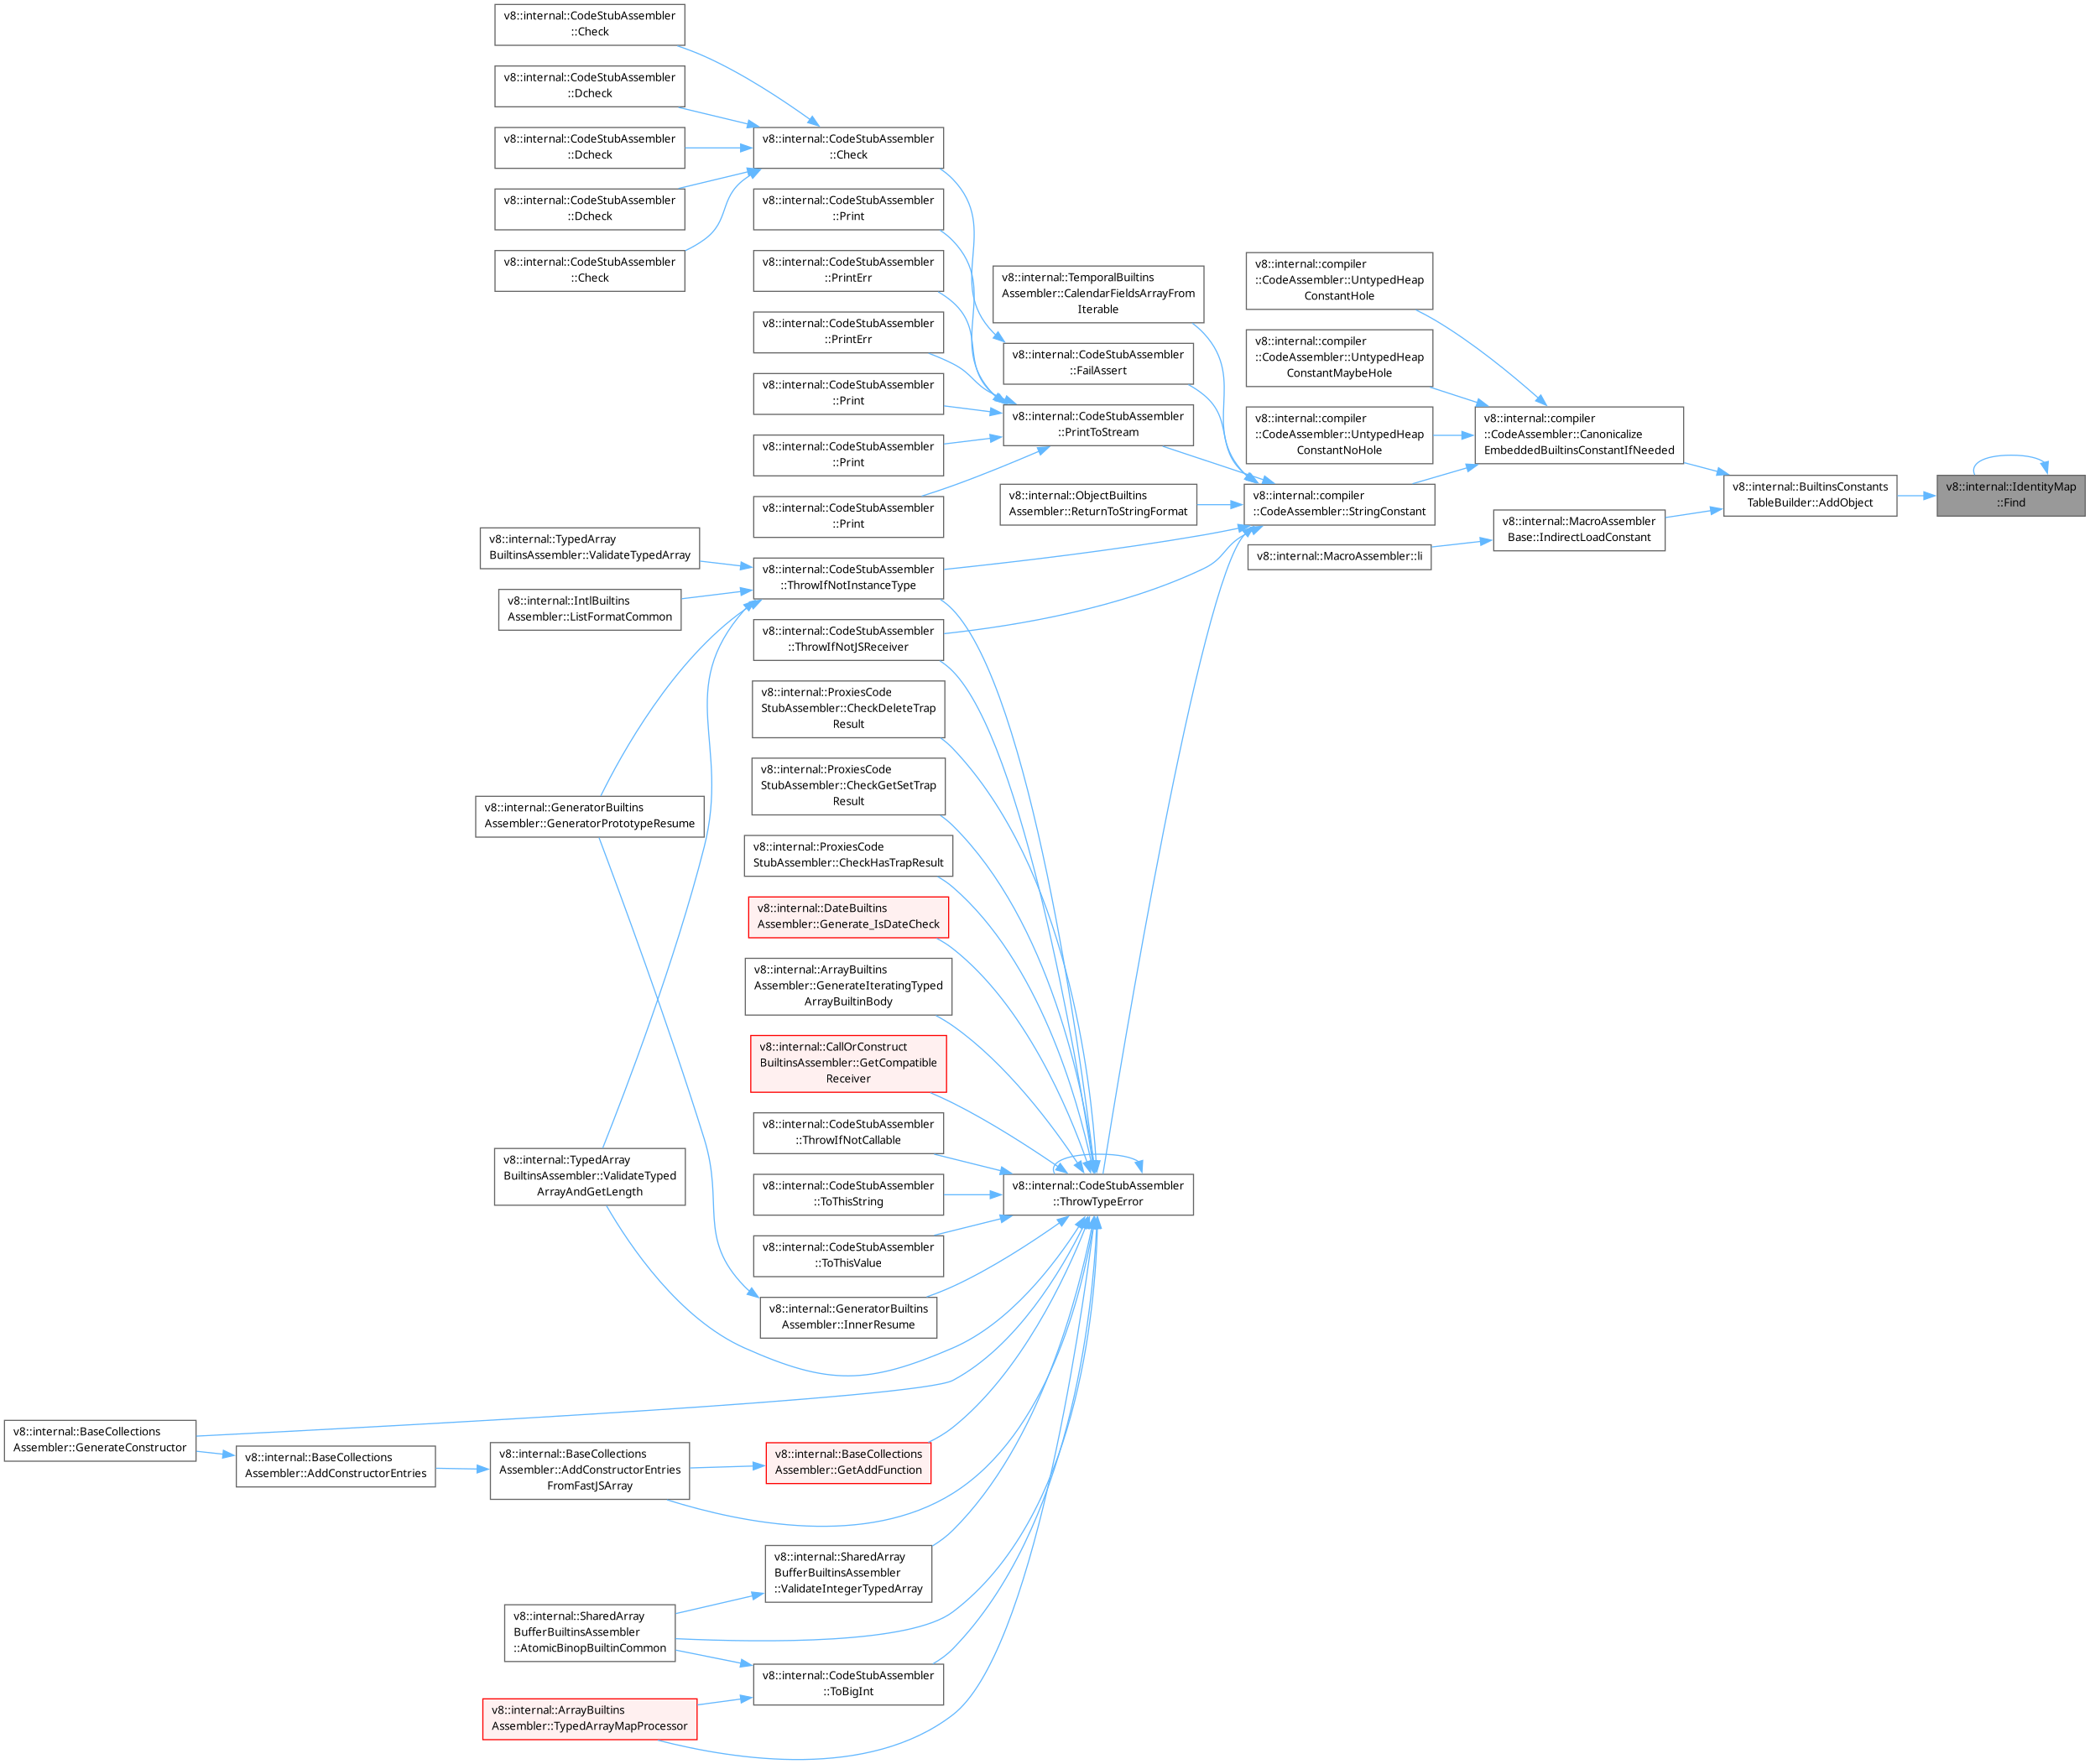 v8::internal::CodeStubAssembler
::Check
v8::internal::CodeStubAssembler
::Dcheck
v8::internal::CodeStubAssembler
::Dcheck
v8::internal::CodeStubAssembler
::Dcheck
v8::internal::CodeStubAssembler
::Check
v8::internal::CodeStubAssembler
::Check
v8::internal::CodeStubAssembler
::Print
v8::internal::CodeStubAssembler
::PrintErr
v8::internal::CodeStubAssembler
::PrintErr
v8::internal::CodeStubAssembler
::Print
v8::internal::CodeStubAssembler
::Print
v8::internal::CodeStubAssembler
::Print
v8::internal::TemporalBuiltins
Assembler::CalendarFieldsArrayFrom
Iterable
v8::internal::CodeStubAssembler
::FailAssert
v8::internal::CodeStubAssembler
::PrintToStream
v8::internal::ObjectBuiltins
Assembler::ReturnToStringFormat
v8::internal::compiler
::CodeAssembler::UntypedHeap
ConstantHole
v8::internal::compiler
::CodeAssembler::UntypedHeap
ConstantMaybeHole
v8::internal::compiler
::CodeAssembler::UntypedHeap
ConstantNoHole
v8::internal::compiler
::CodeAssembler::StringConstant
v8::internal::MacroAssembler::li
v8::internal::compiler
::CodeAssembler::Canonicalize
EmbeddedBuiltinsConstantIfNeeded
v8::internal::MacroAssembler
Base::IndirectLoadConstant
v8::internal::BuiltinsConstants
TableBuilder::AddObject
v8::internal::IdentityMap
::Find
v8::internal::TypedArray
BuiltinsAssembler::ValidateTypedArray
v8::internal::IntlBuiltins
Assembler::ListFormatCommon
v8::internal::CodeStubAssembler
::ThrowIfNotInstanceType
v8::internal::CodeStubAssembler
::ThrowIfNotJSReceiver
v8::internal::ProxiesCode
StubAssembler::CheckDeleteTrap
Result
v8::internal::ProxiesCode
StubAssembler::CheckGetSetTrap
Result
v8::internal::GeneratorBuiltins
Assembler::GeneratorPrototypeResume
v8::internal::ProxiesCode
StubAssembler::CheckHasTrapResult
v8::internal::DateBuiltins
Assembler::Generate_IsDateCheck
v8::internal::ArrayBuiltins
Assembler::GenerateIteratingTyped
ArrayBuiltinBody
v8::internal::CallOrConstruct
BuiltinsAssembler::GetCompatible
Receiver
v8::internal::CodeStubAssembler
::ThrowIfNotCallable
v8::internal::TypedArray
BuiltinsAssembler::ValidateTyped
ArrayAndGetLength
v8::internal::CodeStubAssembler
::ToThisString
v8::internal::CodeStubAssembler
::ThrowTypeError
v8::internal::CodeStubAssembler
::ToThisValue
v8::internal::GeneratorBuiltins
Assembler::InnerResume
v8::internal::BaseCollections
Assembler::GenerateConstructor
v8::internal::BaseCollections
Assembler::AddConstructorEntries
v8::internal::BaseCollections
Assembler::AddConstructorEntries
FromFastJSArray
v8::internal::BaseCollections
Assembler::GetAddFunction
v8::internal::SharedArray
BufferBuiltinsAssembler
::ValidateIntegerTypedArray
v8::internal::SharedArray
BufferBuiltinsAssembler
::AtomicBinopBuiltinCommon
v8::internal::CodeStubAssembler
::ToBigInt
v8::internal::ArrayBuiltins
Assembler::TypedArrayMapProcessor